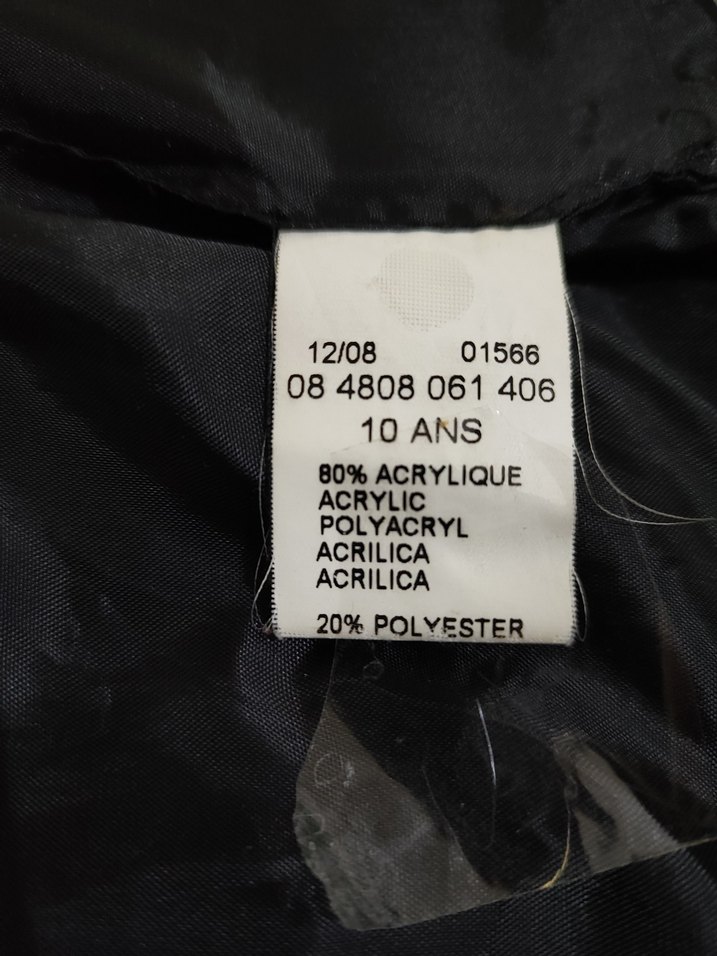 12/08 01566
08 4808 061 406
10 ANS
80% ACRYLIQUE
ACRYLIC
POLYACRYL
ACRILICA
ACRILICA
20% POLYESTER